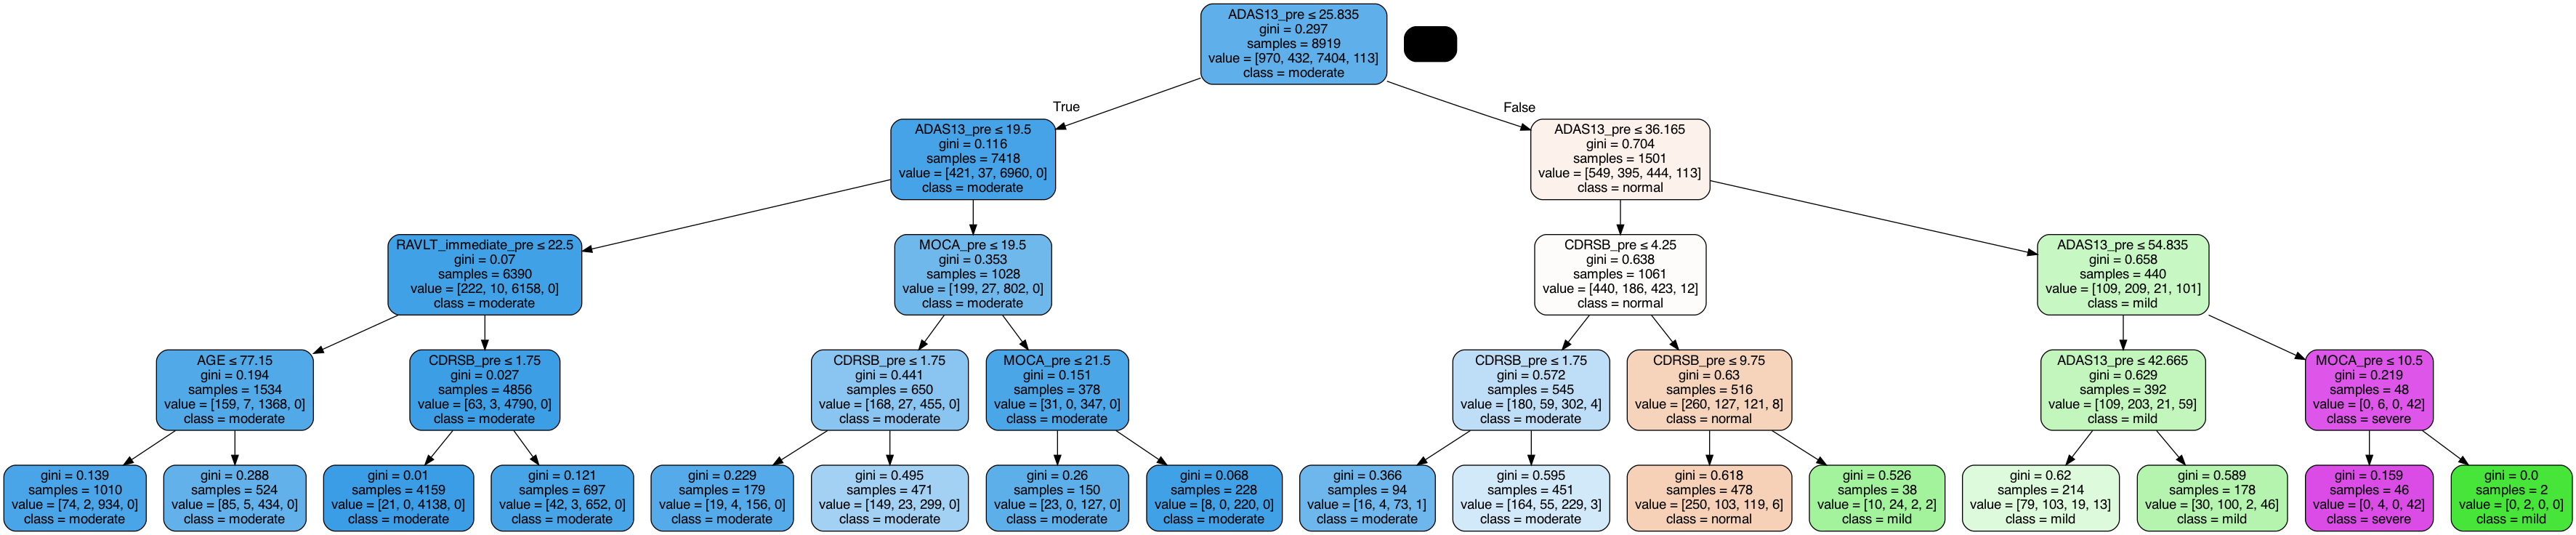 ADAS13_pre ≤ 25.835
gini = 0.297
samples = 8919
value = [970, 432, 7404, 113]
class = moderate
True
False
ADAS13_pre ≤ 19.5
gini = 0.116
samples = 7418
value = [421, 37, 6960, 0]
class = moderate
ADAS13_pre ≤ 36.165
gini = 0.704
samples = 1501
value = [549, 395, 444, 113]
class = normal
RAVLT_immediate_pre ≤ 22.5
gini = 0.07
samples = 6390
value = [222, 10, 6158, 0]
class = moderate
MOCA_pre ≤ 19.5
gini = 0.353
samples = 1028
value = [199, 27, 802, 0]
class = moderate
CDRSB_pre ≤ 4.25
gini = 0.638
samples = 1061
value = [440, 186, 423, 12]
class = normal
ADAS13_pre ≤ 54.835
gini = 0.658
samples = 440
value = [109, 209, 21, 101]
class = mild
AGE ≤ 77.15
gini = 0.194
samples = 1534
value = [159, 7, 1368, 0]
class = moderate
CDRSB_pre ≤ 1.75
gini = 0.027
samples = 4856
value = [63, 3, 4790, 0]
class = moderate
CDRSB_pre ≤ 1.75
gini = 0.441
samples = 650
value = [168, 27, 455, 0]
class = moderate
MOCA_pre ≤ 21.5
gini = 0.151
samples = 378
value = [31, 0, 347, 0]
class = moderate
CDRSB_pre ≤ 1.75
gini = 0.572
samples = 545
value = [180, 59, 302, 4]
class = moderate
CDRSB_pre ≤ 9.75
gini = 0.63
samples = 516
value = [260, 127, 121, 8]
class = normal
ADAS13_pre ≤ 42.665
gini = 0.629
samples = 392
value = [109, 203, 21, 59]
class = mild
MOCA_pre ≤ 10.5
gini = 0.219
samples = 48
value = [0, 6, 0, 42]
class = severe
gini = 0.139
samples = 1010
value = [74, 2, 934, 0]
class = moderate
gini = 0.288
samples = 524
value = [85, 5, 434, 0]
class = moderate
gini = 0.01
samples = 4159
value = [21, 0, 4138, 0]
class = moderate
gini = 0.121
samples = 697
value = [42, 3, 652, 0]
class = moderate
gini = 0.229
samples = 179
value = [19, 4, 156, 0]
class = moderate
gini = 0.495
samples = 471
value = [149, 23, 299, 0]
class = moderate
gini = 0.26
samples = 150
value = [23, 0, 127, 0]
class = moderate
gini = 0.068
samples = 228
value = [8, 0, 220, 0]
class = moderate
gini = 0.366
samples = 94
value = [16, 4, 73, 1]
class = moderate
gini = 0.595
samples = 451
value = [164, 55, 229, 3]
class = moderate
gini = 0.618
samples = 478
value = [250, 103, 119, 6]
class = normal
gini = 0.526
samples = 38
value = [10, 24, 2, 2]
class = mild
gini = 0.62
samples = 214
value = [79, 103, 19, 13]
class = mild
gini = 0.589
samples = 178
value = [30, 100, 2, 46]
class = mild
gini = 0.159
samples = 46
value = [0, 4, 0, 42]
class = severe
gini = 0.0
samples = 2
value = [0, 2, 0, 0]
class = mild